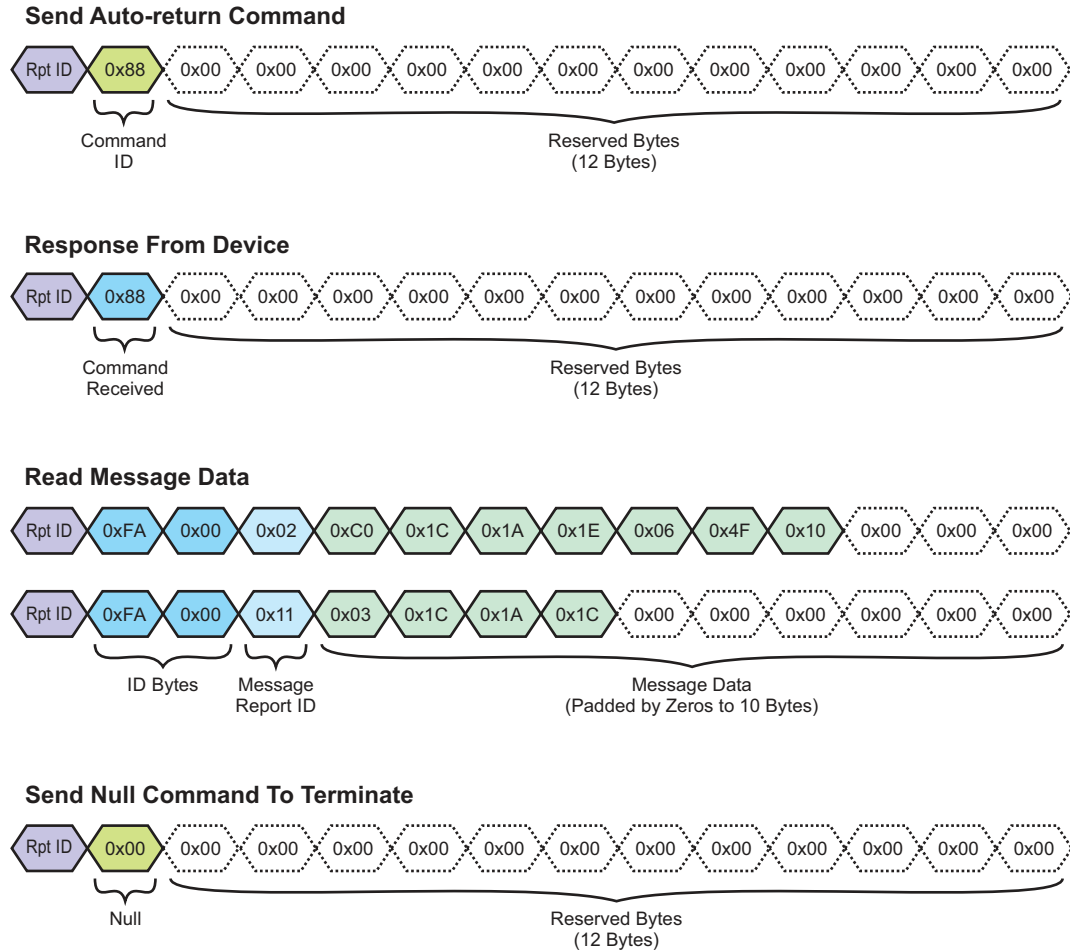 Send Auto-return Command
Rpt ID 0x88 0x00 0x00 0x00 0x00 0x00 0x00 0x00 0x00 0x00 0x00 0x00 0x00
Command
ID
Reserved Bytes
(12 Bytes)
Response From Device
Rpt ID 0x88 0x00 0x00 0x00 0x00 0x00 0x00 0x00 0x00 0x00 0x00 0x00 0x00
Command
Received
Reserved Bytes
(12 Bytes)
Read Message Data
Rpt ID 0xFA 0x00 0x02 0xC0 0x1C 0x1A 0x1E 0x06 0x4F 0x10 0x00 0x00 0x00
Rpt ID 0xFA 0x00 0x11 0x03 0x1C 0x1A 0x1C 0x00 0x00 0x00 0x00 0x00 0x00
ID Bytes
Message
Report ID
Message Data
(Padded by Zeros to 10 Bytes)
Send Null Command To Terminate
Rpt ID 0x00 0x00 0x00 0x00 0x00 0x00 0x00 0x00 0x00 0x00 0x00 0x00 0x00
Null
Reserved Bytes
(12 Bytes)